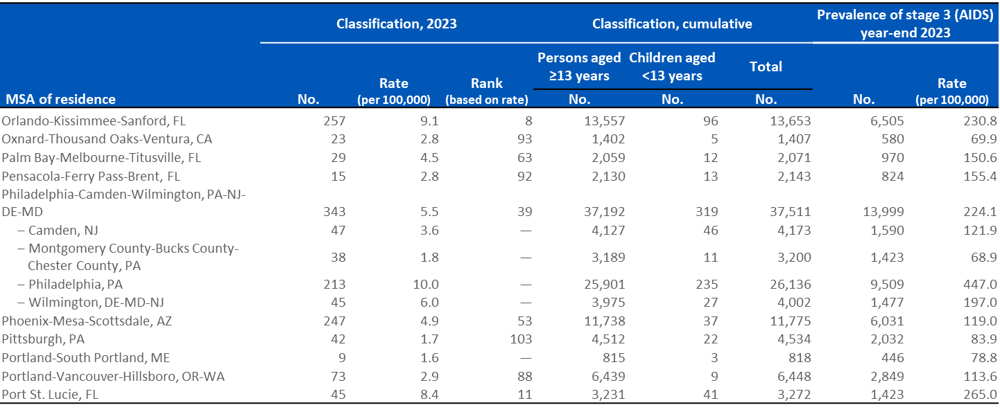 Classification, 2023 Classification, cumulative Prevalence of stage 3 (AIDS)
year-end 2023
Persons aged Children aged
≥13 years <13 years Total
Rate Rank Rate
MSA of residence No. (per 100,000) (based on rate) No. No. No. No. (per 100,000)
Orlando-Kissimmee-Sanford, FL 257 9.1 8 13,557 96 13,653 6,505 230.8
Oxnard-Thousand Oaks-Ventura, CA 23 2.8 93 1,402 5 1,407 580 69.9
Palm Bay-Melbourne-Titusville, FL 29 4.5 63 2,059 12 2,071 970 150.6
Pensacola-Ferry Pass-Brent, FL 15 2.8 92 2,130 13 2,143 824 155.4
Philadelphia-Camden-Wilmington, PA-NJ-
DE-MD 343 5.5 39 37,192 319 37,511 13,999 224.1
– Camden, NJ 47 3.6 — 4,127 46 4,173 1,590 121.9
– Montgomery County-Bucks County-
Chester County, PA 38 1.8 — 3,189 11 3,200 1,423 68.9
– Philadelphia, PA 213 10.0 — 25,901 235 26,136 9,509 447.0
– Wilmington, DE-MD-NJ 45 6.0 — 3,975 27 4,002 1,477 197.0
Phoenix-Mesa-Scottsdale, AZ 247 4.9 53 11,738 37 11,775 6,031 119.0
Pittsburgh, PA 42 1.7 103 4,512 22 4,534 2,032 83.9
Portland-South Portland, ME 9 1.6 — 815 3 818 446 78.8
Portland-Vancouver-Hillsboro, OR-WA 73 2.9 88 6,439 9 6,448 2,849 113.6
Port St. Lucie, FL 45 8.4 11 3,231 41 3,272 1,423 265.0